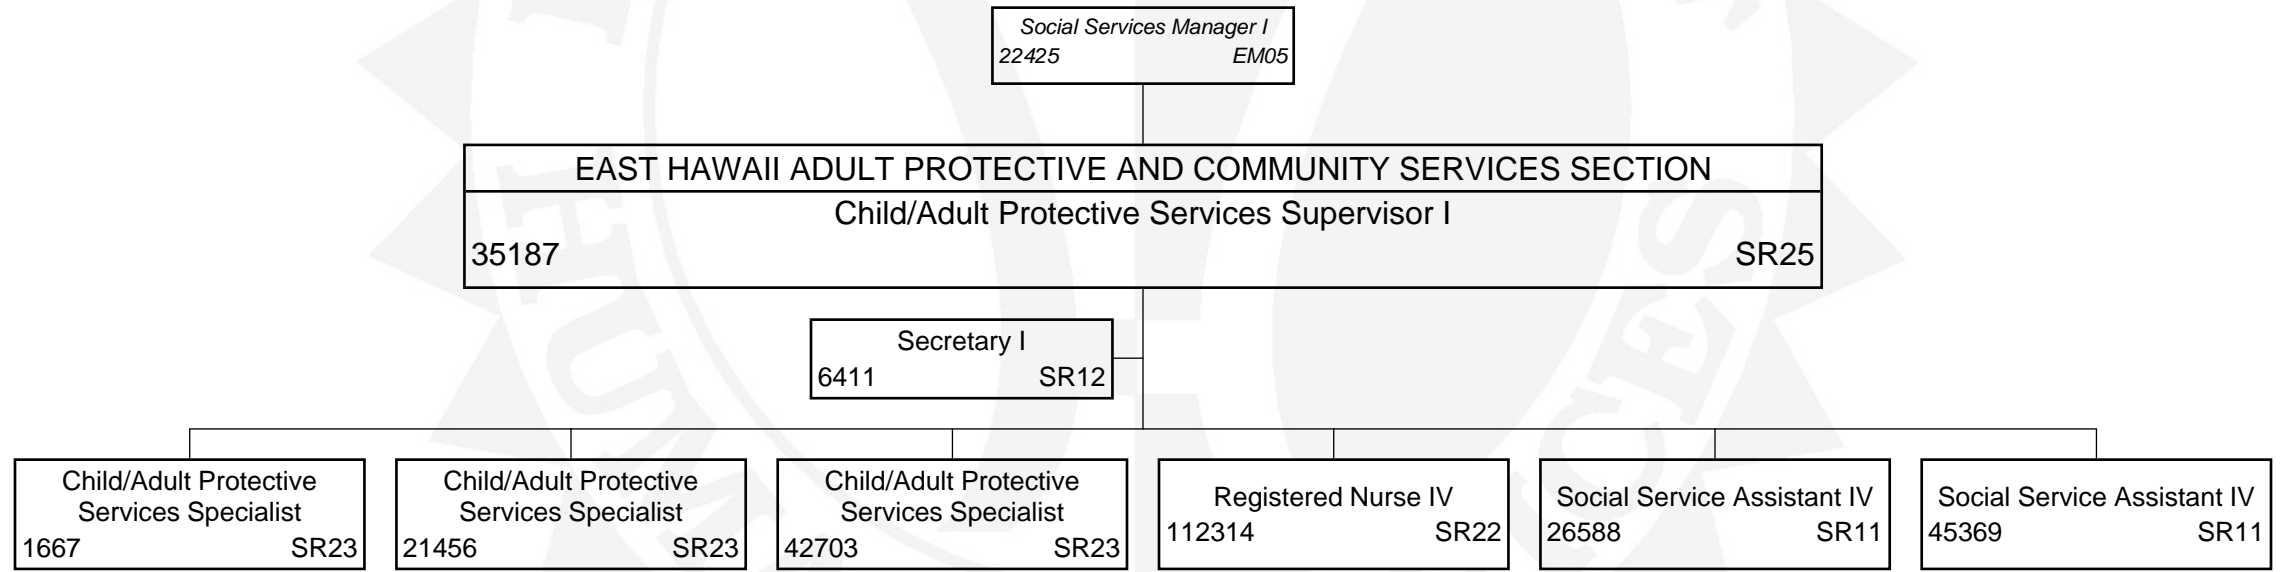 Social Services Manager I
22425 EM05
EAST HAWAII ADULT PROTECTIVE AND COMMUNITY SERVICES SECTION
Child/Adult Protective Services Supervisor I
35187 SR25
Secretary I
6411 SR12
Child/Adult Protective
Services Specialist
1667 SR23
Child/Adult Protective
Services Specialist
21456 SR23
Child/Adult Protective
Services Specialist
42703 SR23
Registered Nurse IV
112314 SR22
Social Service Assistant IV
26588 SR11
Social Service Assistant IV
45369 SR11